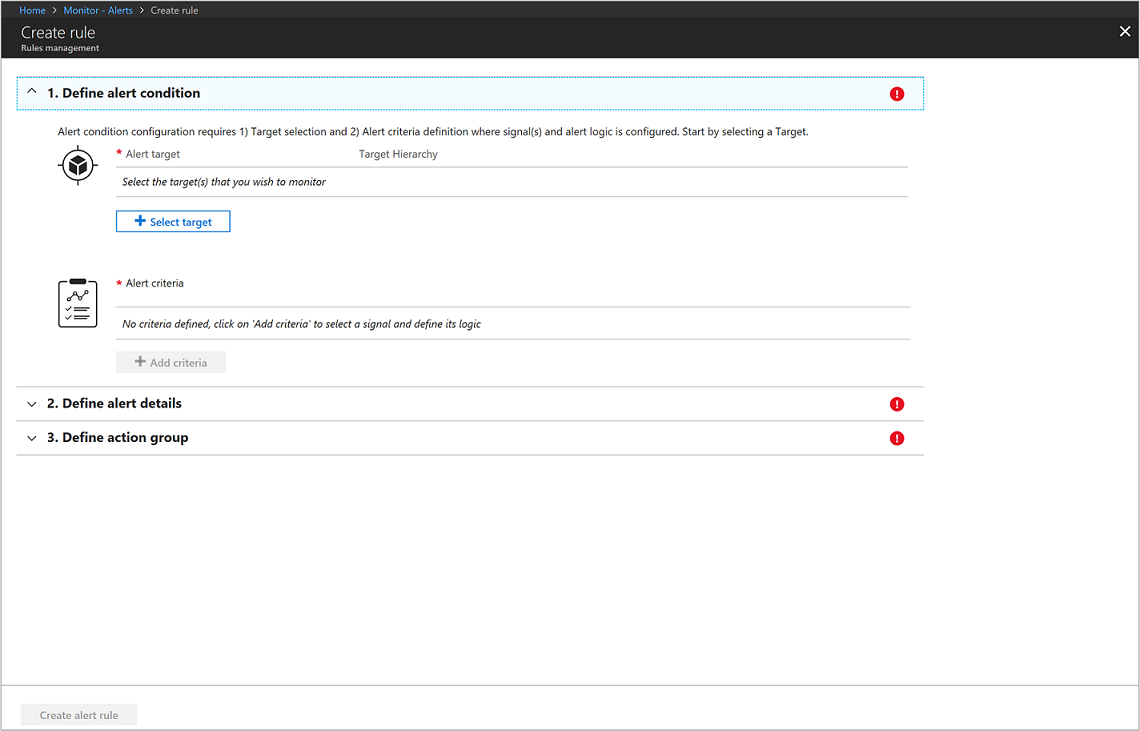 Home > Monitor - Alerts > Create rule
Create rule
Rules management
1. Define alert condition
Alert condition configuration requires 1) Target selection and 2) Alert criteria definition where signal(s) and alert logic is configured. Start by selecting a Target.
* Alert target Target Hierarchy
Select the target(s) that you wish to monitor
+ Select target
* Alert criteria
No criteria defined, click on 'Add criteria' to select a signal and define its logic
+ Add criteria
2. Define alert details
3. Define action group
Create alert rule